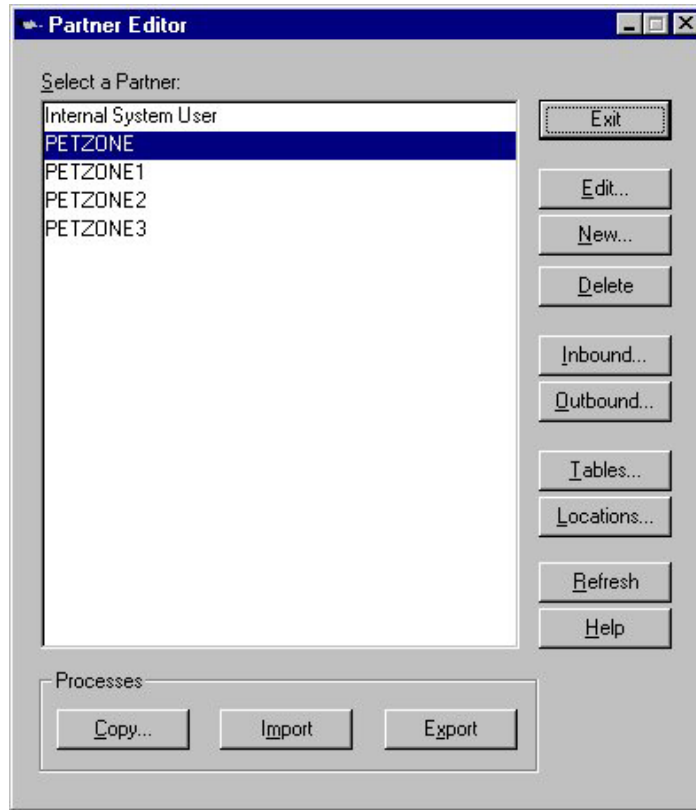 Partner Editor
Select a Partner:
Internal System User
PETZONE
PETZONE1
PETZONE2
PETZONE3
Exit
Edit...
New...
Delete
Inbound...
Outbound...
Tables...
Locations...
Refresh
Help
Processes
Copy...
Import
Export